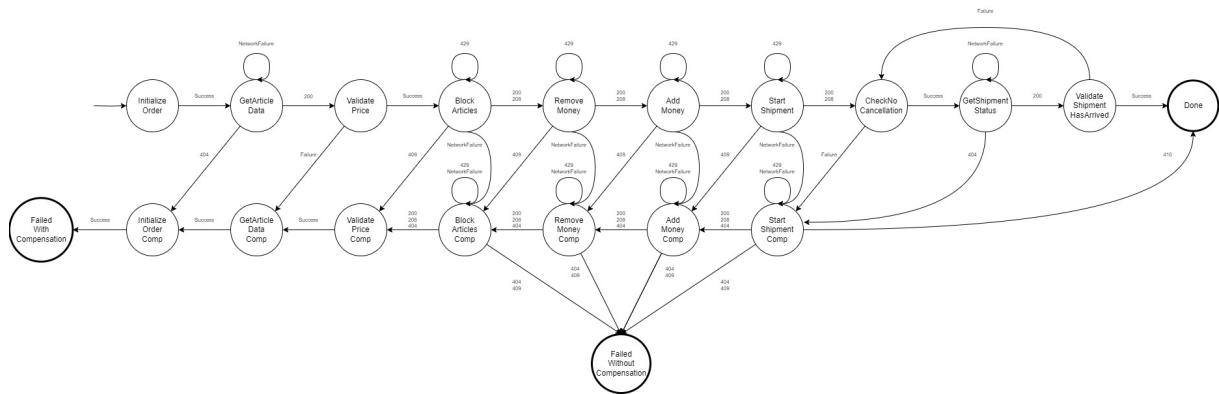 Failure
NetworkFailure
429
429
429
429
NetworkFailure
Initialize
Order
Success
GetArticle
Data
200
Validate
Price
Success
Block
Articles
200
208
Remove
Money
200
208
Add
Money
200
208
Start
Shipment
200
208
CheckNo
Cancellation
Success
GetShipment
Status
200
Validate
Shipment
HasArrived
Success
Done
404
Failure
409
NetworkFailure
409
NetworkFailure
409
NetworkFailure
409
NetworkFailure
Failure
404
410
429
NetworkFailure
429
NetworkFailure
429
NetworkFailure
429
NetworkFailure
Failed
With
Compensation
Success
Initialize
Order
Comp
Success
GetArticle
Data
Comp
Success
Validate
Price
Comp
200
208
404
Block
Articles
Comp
200
208
404
Remove
Money
Comp
200
208
404
Add
Money
Comp
200
208
404
Start
Shipment
Comp
404
409
404
409
404
409
404
409
Failed
Without
Compensation